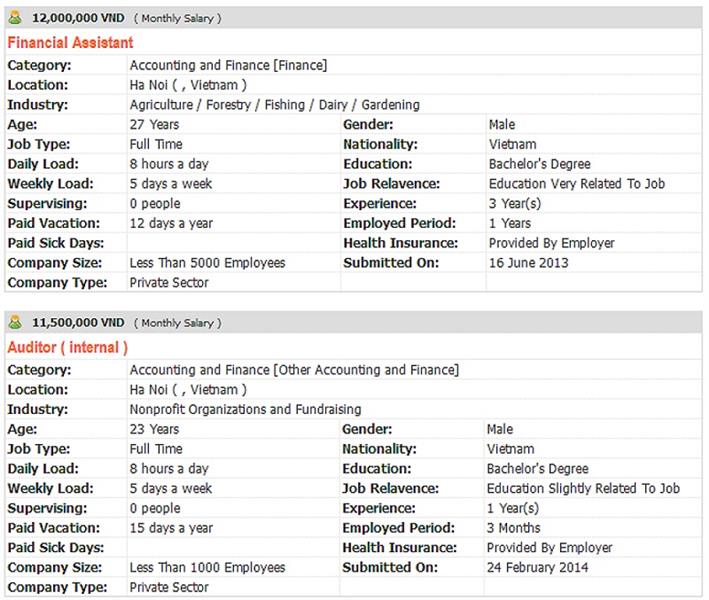 12,000,000 VND ( Monthly Salary )
Financial Assistant
Category: Accounting and Finance [Finance]
Location: Ha Noi ( , Vietnam )
Industry: Agriculture / Forestry / Fishing / Dairy / Gardening
Age: 27 Years Gender: Male
Job Type: Full Time Nationality: Vietnam
Daily Load: 8 hours a day Education: Bachelor's Degree
Weekly Load: 5 days a week Job Relavence: Education Very Related To Job
Supervising: 0 people Experience: 3 Year(s)
Paid Vacation: 12 days a year Employed Period: 1 Years
Paid Sick Days: Health Insurance: Provided By Employer
Company Size: Less Than 5000 Employees Submitted On: 16 June 2013
Company Type: Private Sector
11,500,000 VND ( Monthly Salary )
Auditor ( internal )
Category: Accounting and Finance [Other Accounting and Finance]
Location: Ha Noi ( , Vietnam )
Industry: Nonprofit Organizations and Fundraising
Age: 23 Years Gender: Male
Job Type: Full Time Nationality: Vietnam
Daily Load: 8 hours a day Education: Bachelor's Degree
Weekly Load: 5 days a week Job Relavence: Education Slightly Related To Job
Supervising: 0 people Experience: 1 Year(s)
Paid Vacation: 15 days a year Employed Period: 3 Months
Paid Sick Days: Health Insurance: Provided By Employer
Company Size: Less Than 1000 Employees Submitted On: 24 February 2014
Company Type: Private Sector